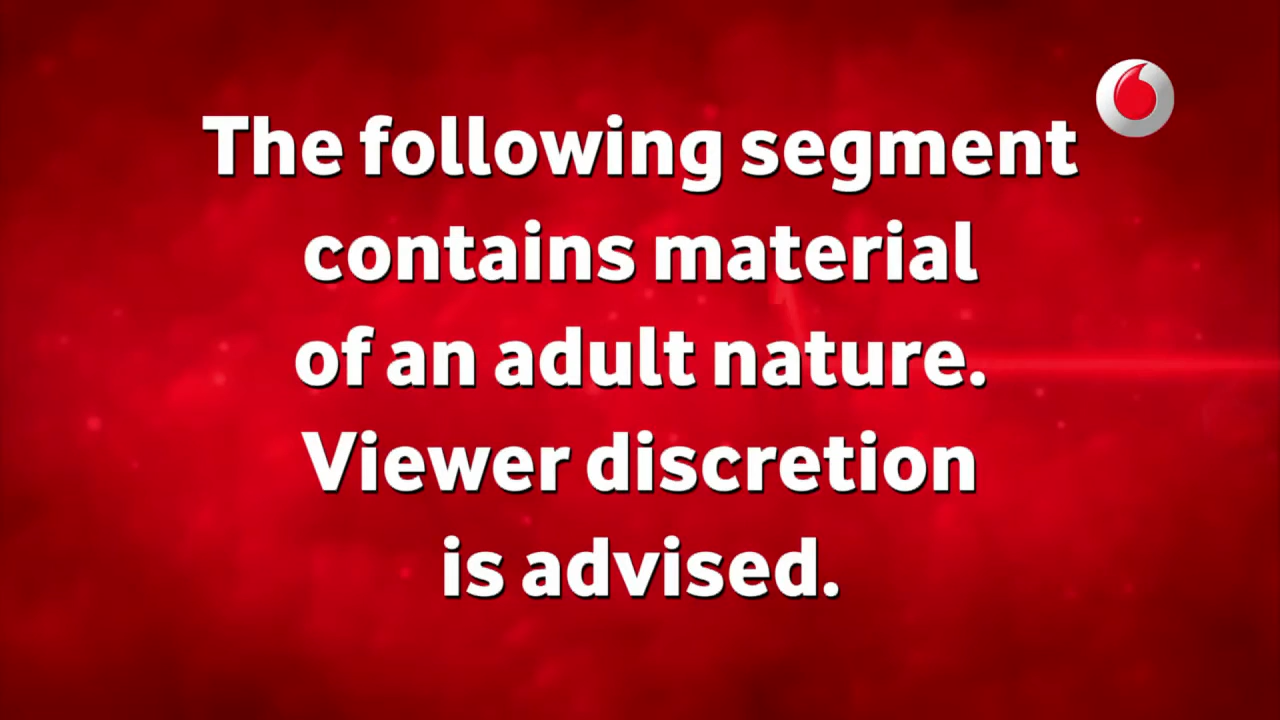 The following segment
contains material
of an adult nature.
Viewer discretion
is advised.